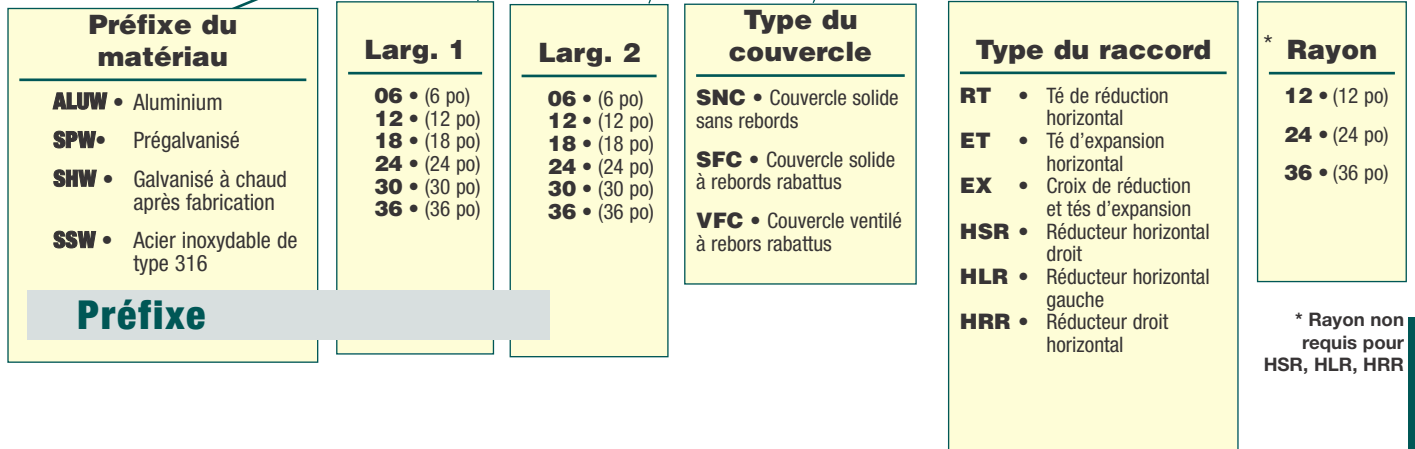 Préfixe du
matériau
ALUW • Aluminium
SPW• Prégalvanisé
SHW • Galvanisé à chaud
après fabrication
SSW • Acier inoxydable de
type 316
Préfixe
Larg. 1
06 • (6 po)
12 • (12 po)
18 • (18 po)
24 • (24 po)
30 • (30 po)
36 • (36 po)
Larg. 2
06 • (6 po)
12 • (12 po)
18 • (18 po)
24 • (24 po)
30 • (30 po)
36 • (36 po)
Type du
couvercle
SNC • Couvercle solide
sans rebords
SFC • Couvercle solide
à rebords rabattus
VFC • Couvercle ventilé
à rebors rabattus
Type du raccord
RT • Té de réduction
horizontal
ET • Té d'expansion
horizontal
EX • Croix de réduction
et tés d'expansion
HSR • Réducteur horizontal
droit
HLR • Réducteur horizontal
gauche
HRR • Réducteur droit
horizontal
* Rayon
12 • (12 po)
24 • (24 po)
36 • (36 po)
* Rayon non
requis pour
HSR, HLR, HRR